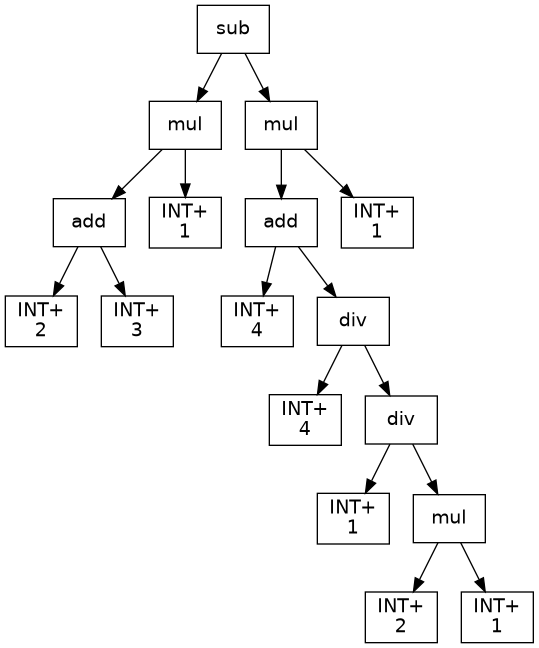 sub
mul
mul
add
INT+
1
add
INT+
1
INT+
2
INT+
3
INT+
4
div
INT+
4
div
INT+
1
mul
INT+
2
INT+
1